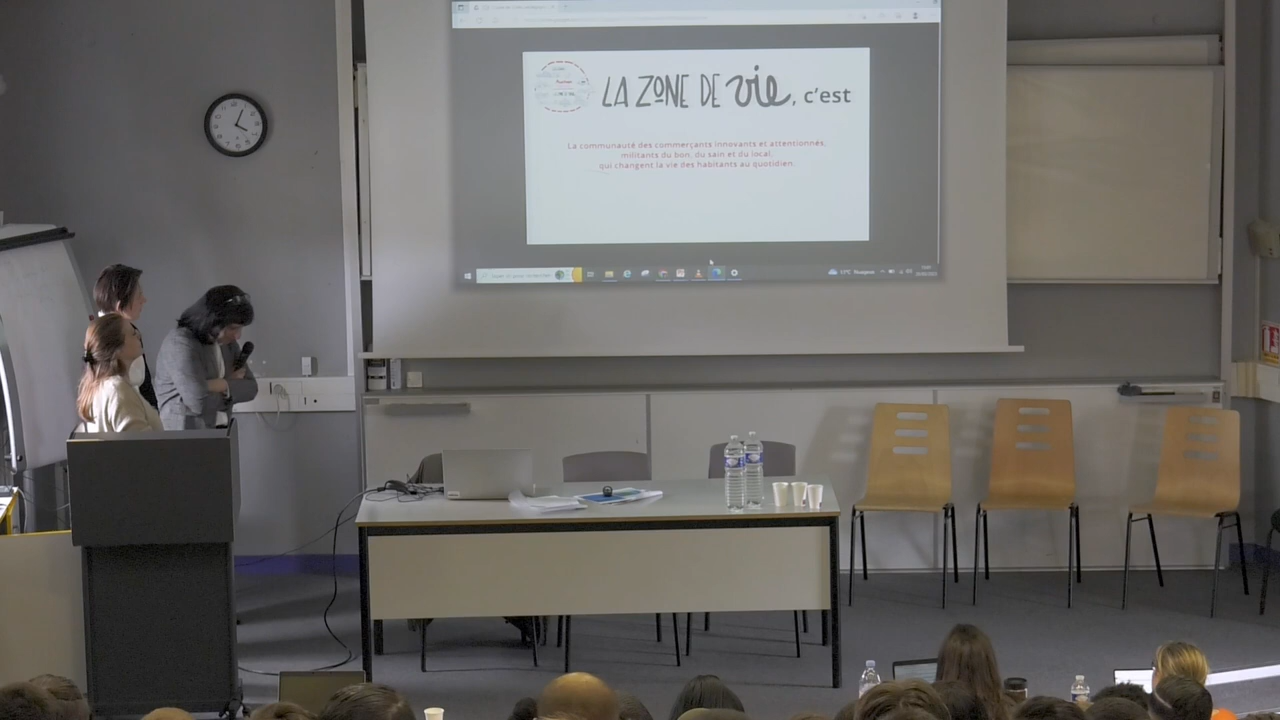 LA ZONE DE vie, c'est
La communauté des commerçants innovants et attentionnés,
militants du bon, du sain et du local,
qui changent la vie des habitants au quotidien.